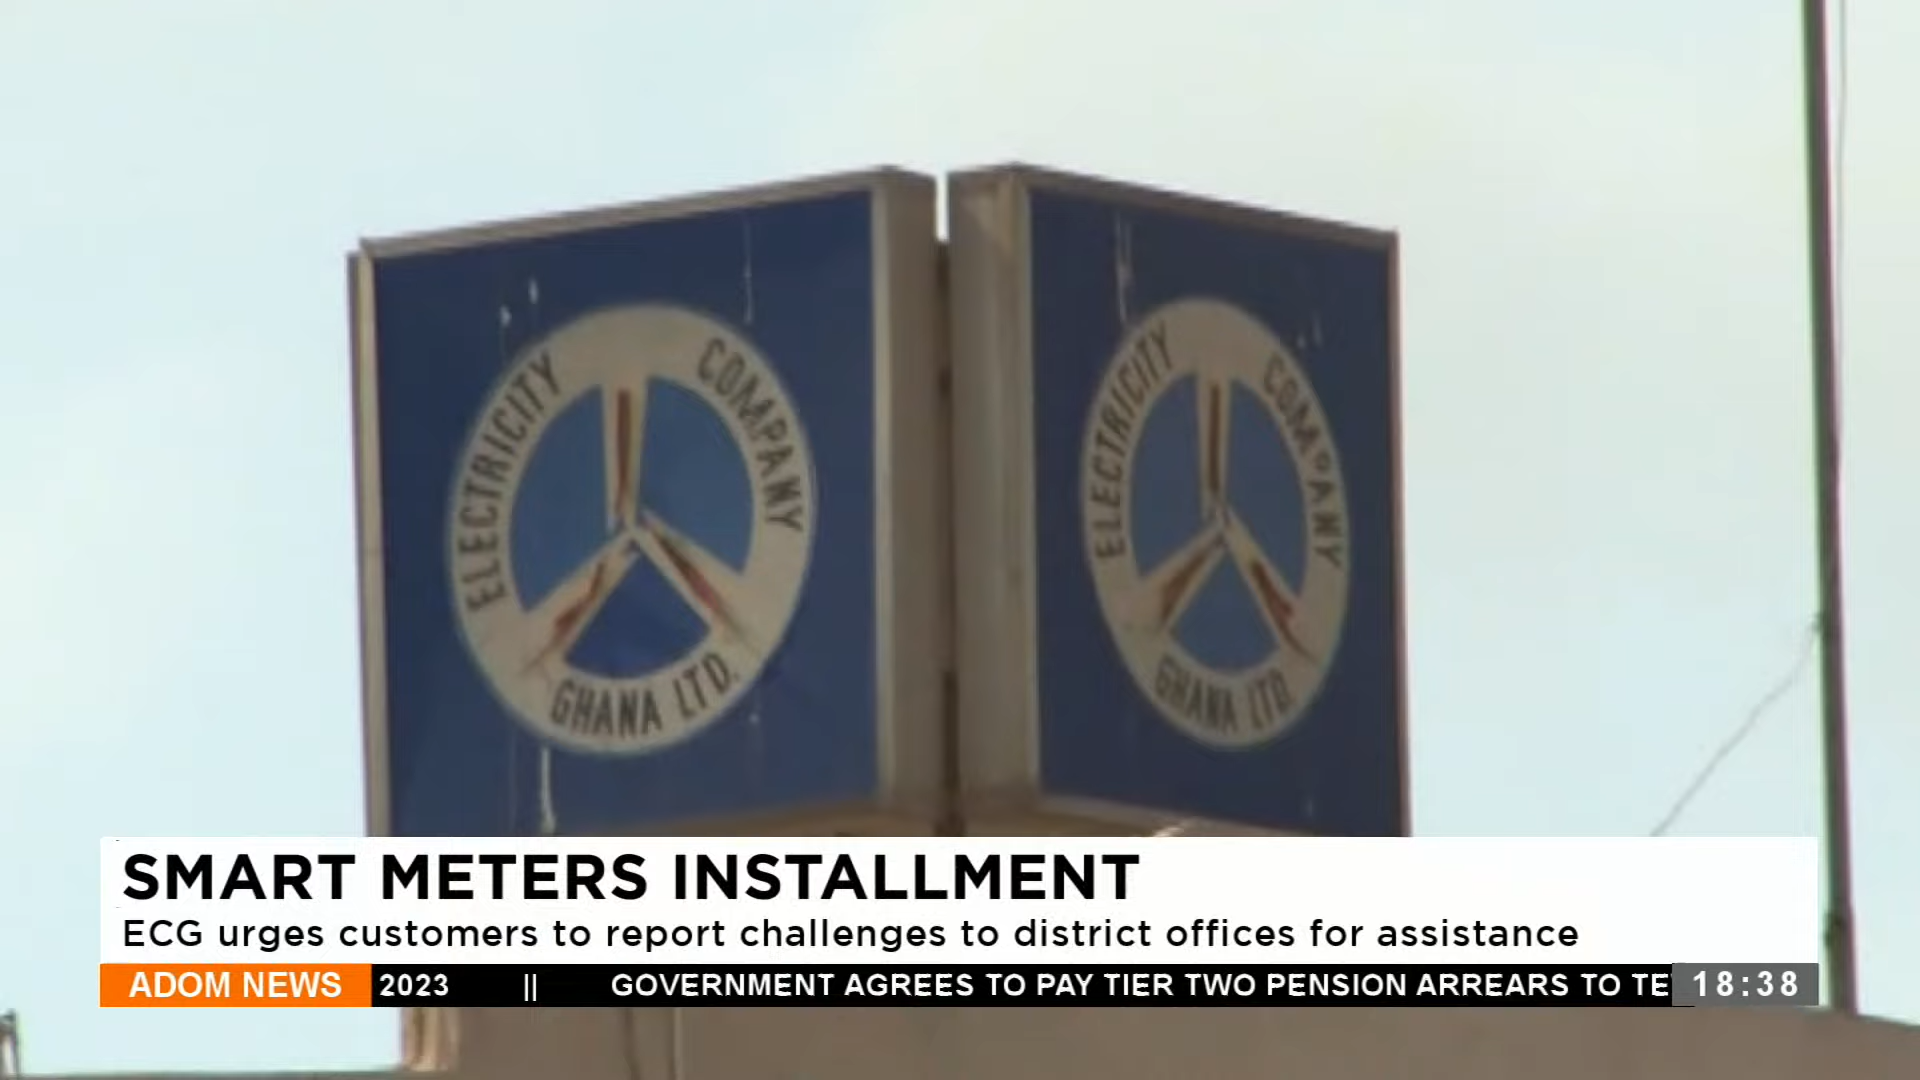 ELECTRICITY COMPANY
GHANA LTD.
ELECTRICITY COMPANY
GHANA LTD.
SMART METERS INSTALLMENT
ECG urges customers to report challenges to district offices for assistance
ADOM NEWS 2023 || GOVERNMENT AGREES TO PAY TIER TWO PENSION ARREARS TO TE 18:38